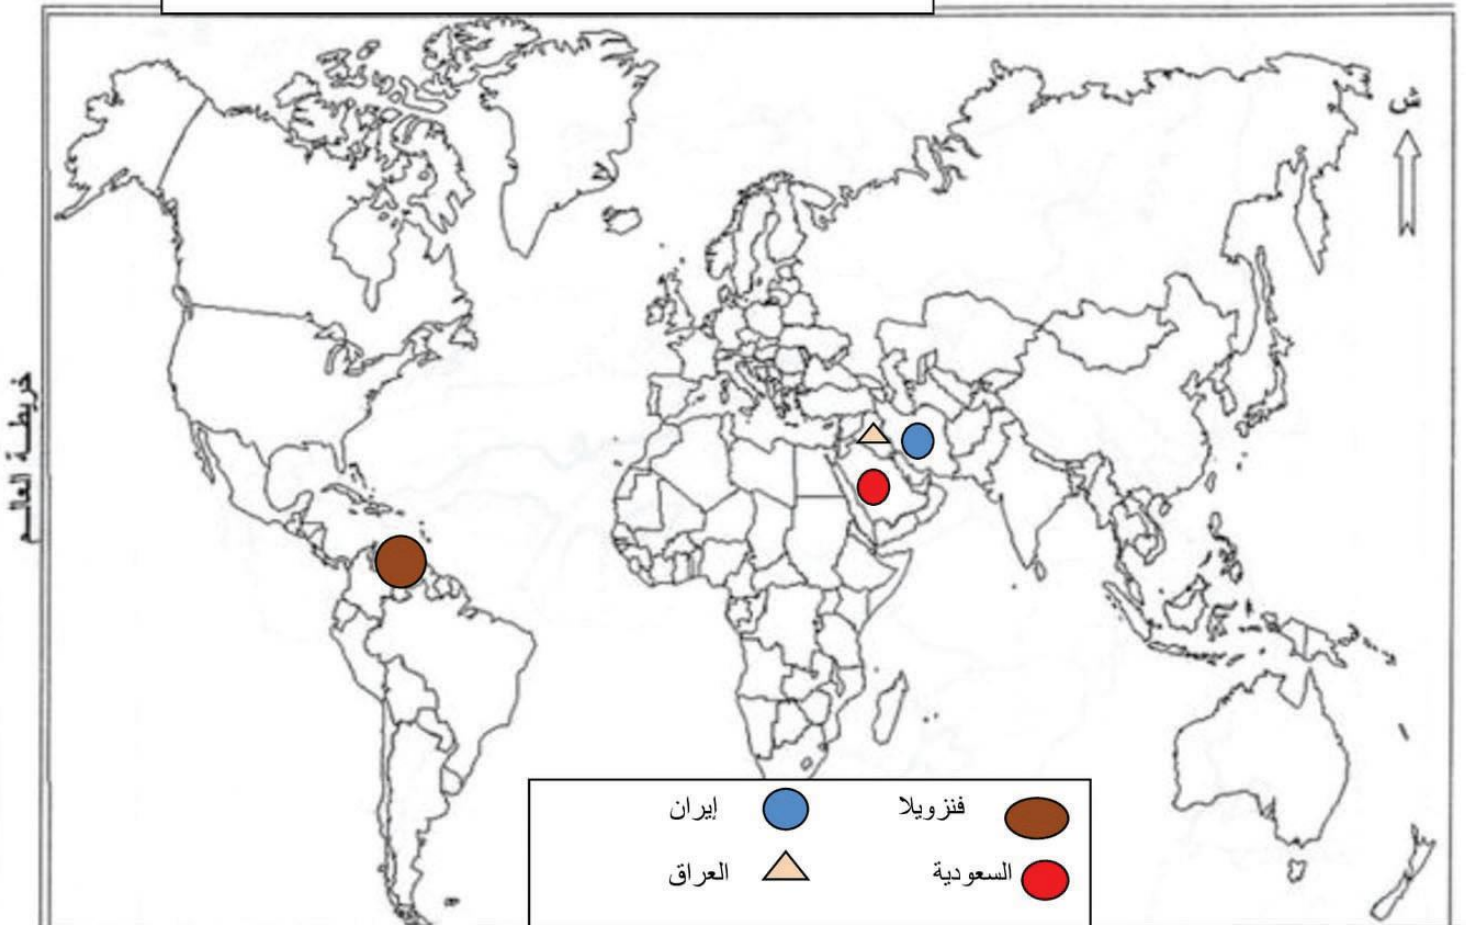 ش
خريطة العالم
فنزويلا
إيران
السعودية
العراق